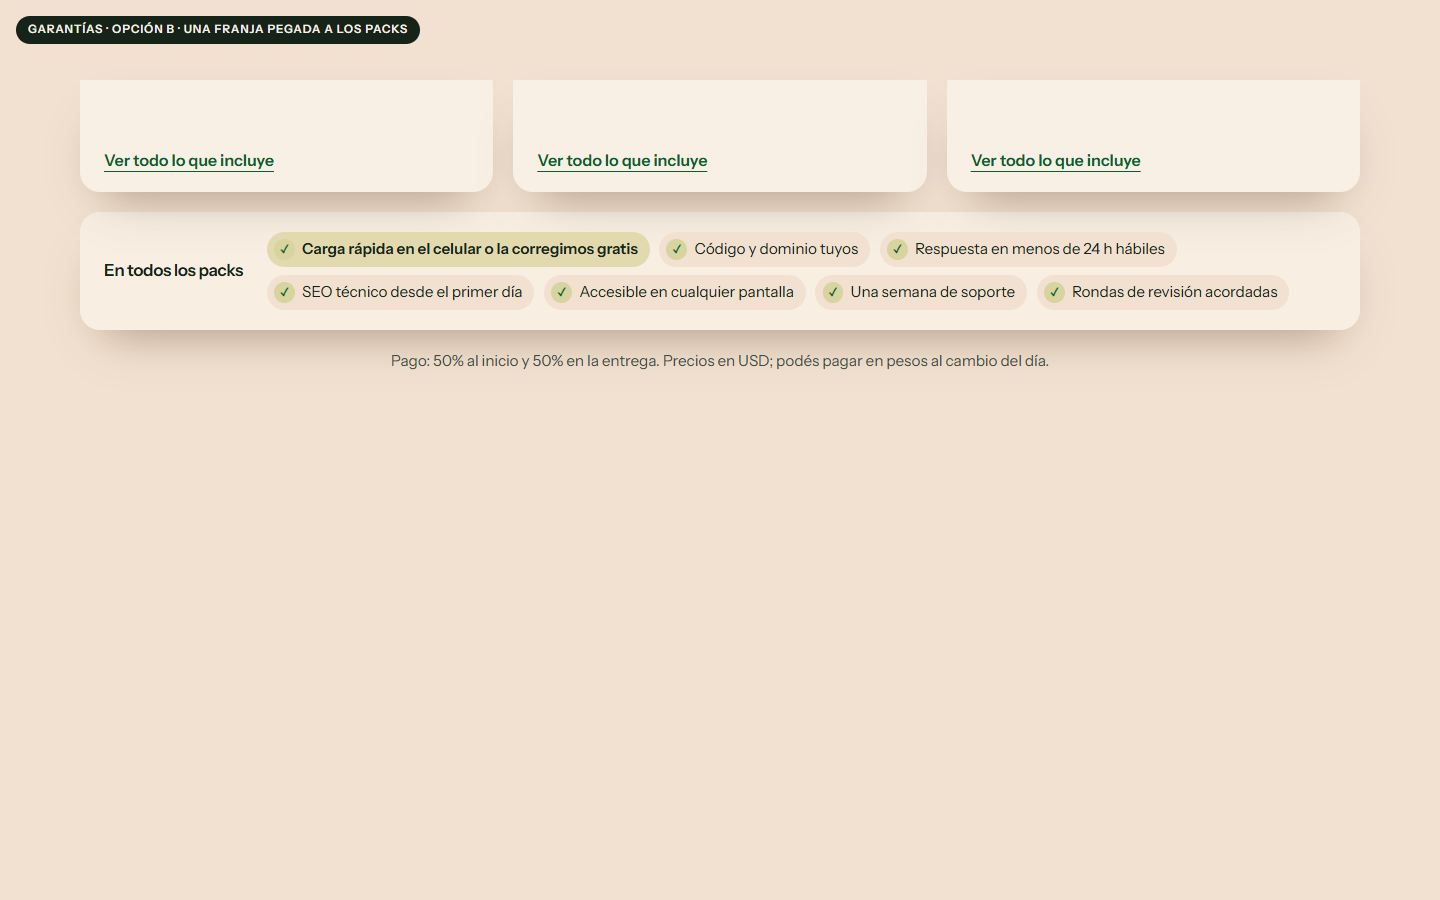 GARANTÍAS · OPCIÓN B · UNA FRANJA PEGADA A LOS PACKS
Ver todo lo que incluye
Ver todo lo que incluye
Ver todo lo que incluye
En todos los packs
✓ Carga rápida en el celular o la corregimos gratis
✓ Código y dominio tuyos
✓ Respuesta en menos de 24 h hábiles
✓ SEO técnico desde el primer día
✓ Accesible en cualquier pantalla
✓ Una semana de soporte
✓ Rondas de revisión acordadas
Pago: 50% al inicio y 50% en la entrega. Precios en USD; podés pagar en pesos al cambio del día.